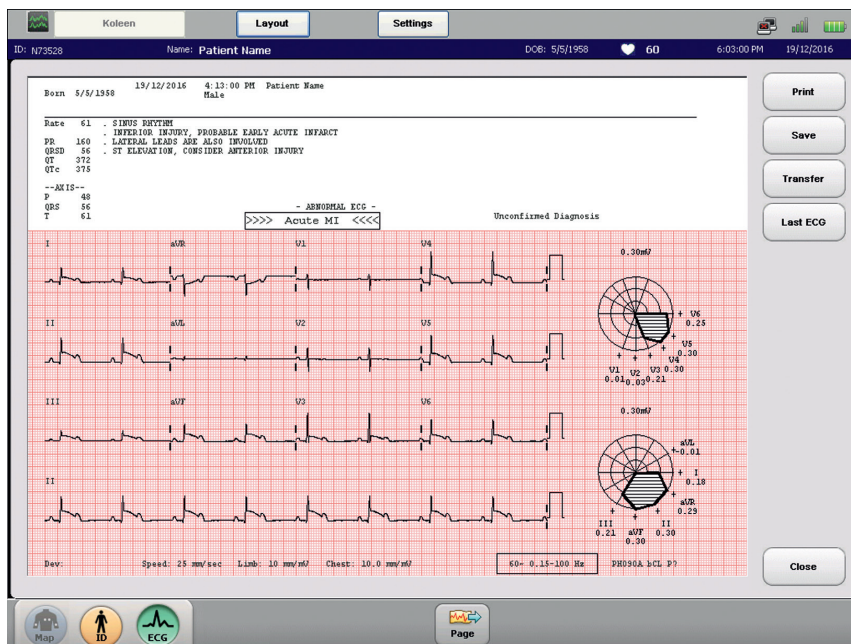 Koleen
Layout
Settings
ID: N73528
Name: Patient Name
DOB: 5/5/1958
60
6:03:00 PM
19/12/2016
Born 5/5/1958
19/12/2016 4:13:00 PM Patient Name
Male
Rate 61 . SINUS RHYTHM
. INFERIOR INJURY, PROBABLE EARLY ACUTE INFARCT
PR 160 . LATERAL LEADS ARE ALSO INVOLVED
QRSD 56 . ST ELEVATION, CONSIDER ANTERIOR INJURY
QT 372
QTc 375
--AXIS--
P 48
QRS 56
T 61
- ABNORMAL ECG -
>>>> Acute MI <<<<
Unconfirmed Diagnosis
Print
Save
Transfer
Last ECG
I aVR V1 V4
II aVL V2 V5
III aVF V3 V6
II
0.30mV
V6
0.25
V5
0.30
V4
0.30
V3
0.21
V2
0.03
V1
0.01
0.30mV
aVL
-0.01
I
0.18
aVR
0.29
II
0.30
aVF
0.30
III
0.21
Dev: Speed: 25 mm/sec Limb: 10 mm/mV Chest: 10.0 mm/mV 60- 0.15-100 Hz PH090A
Close
Map
ID
ECG
Page